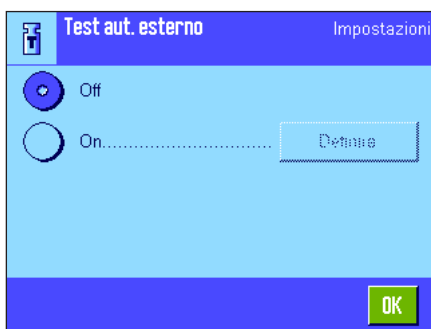 Test aut. esterno Impostazioni
Off
On............................... Definire
OK